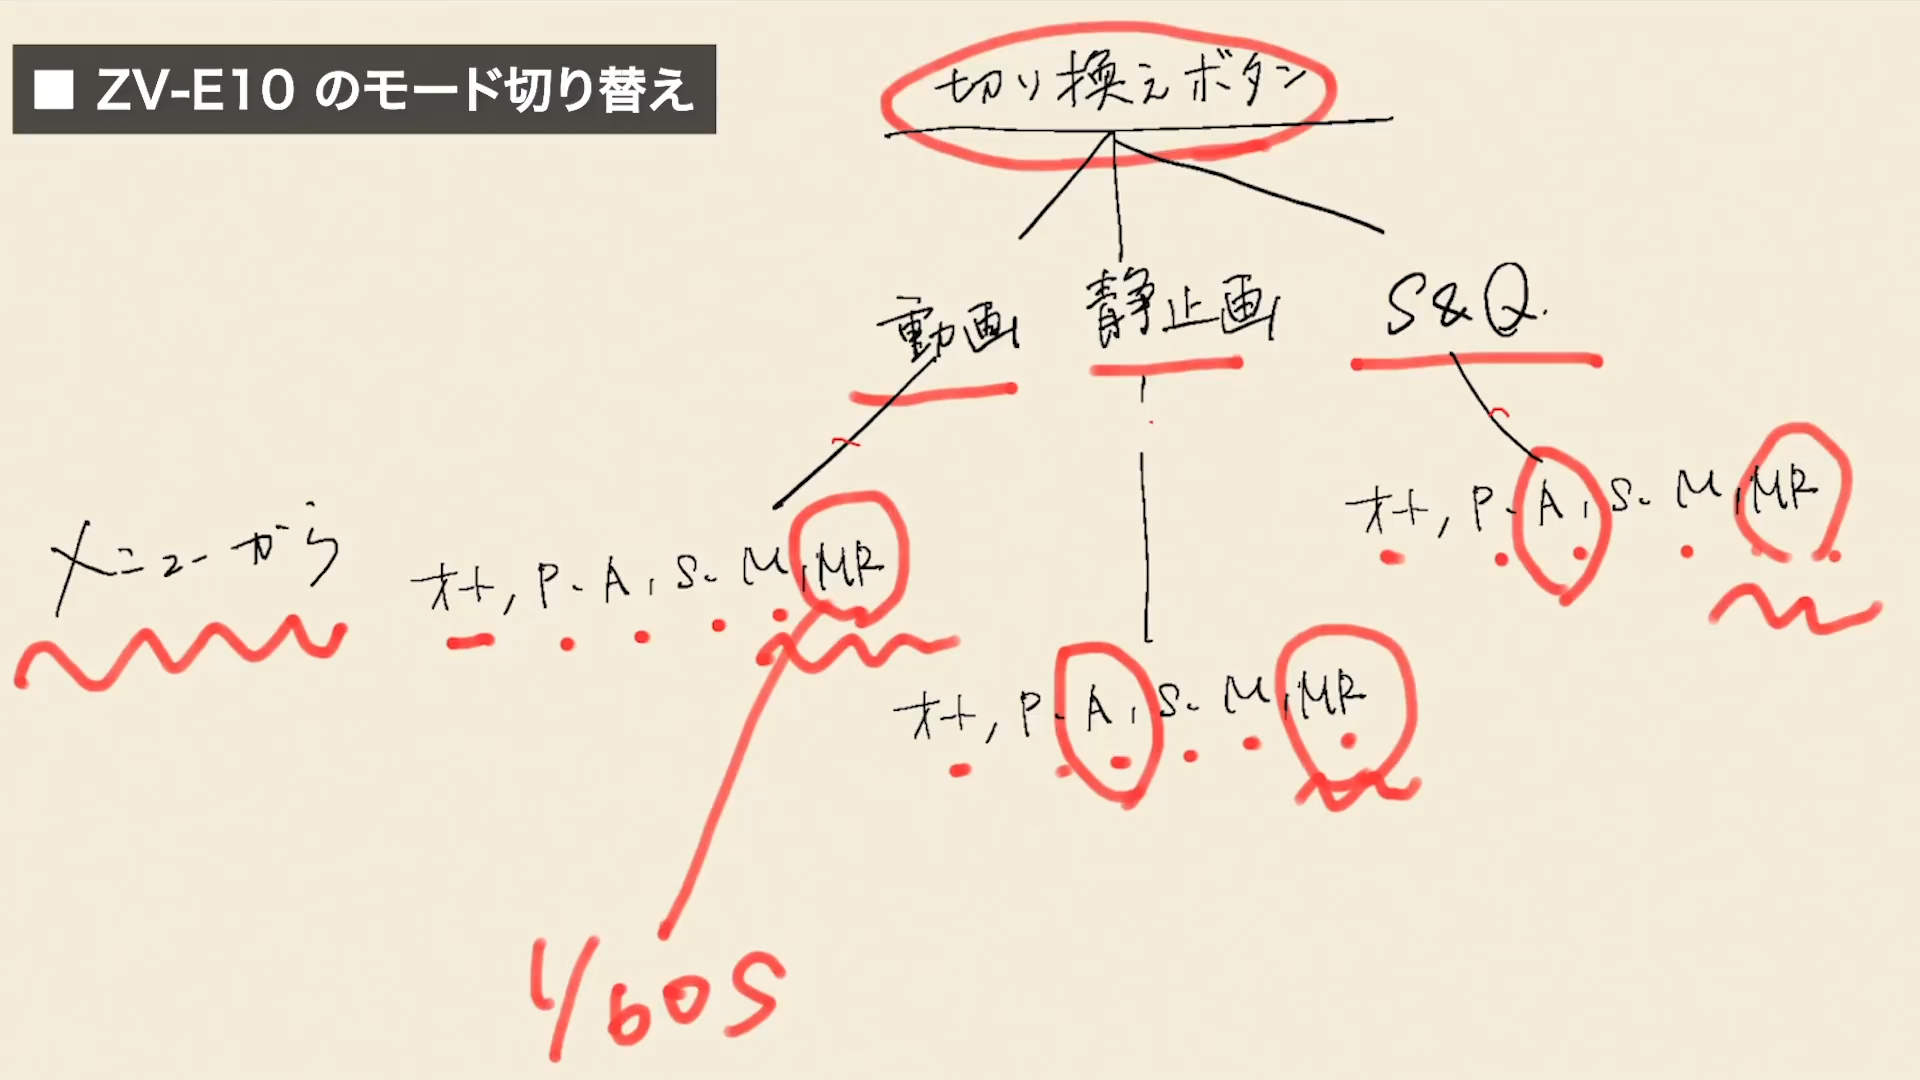 ■ ZV-E10 のモード切り替え
切り換えボタン
動画
静止画
S&Q.
メニューから
オート, P. A, S. M, MR
オート, P. A, S. M, MR
オート, P. A, S. M, MR
1/60S